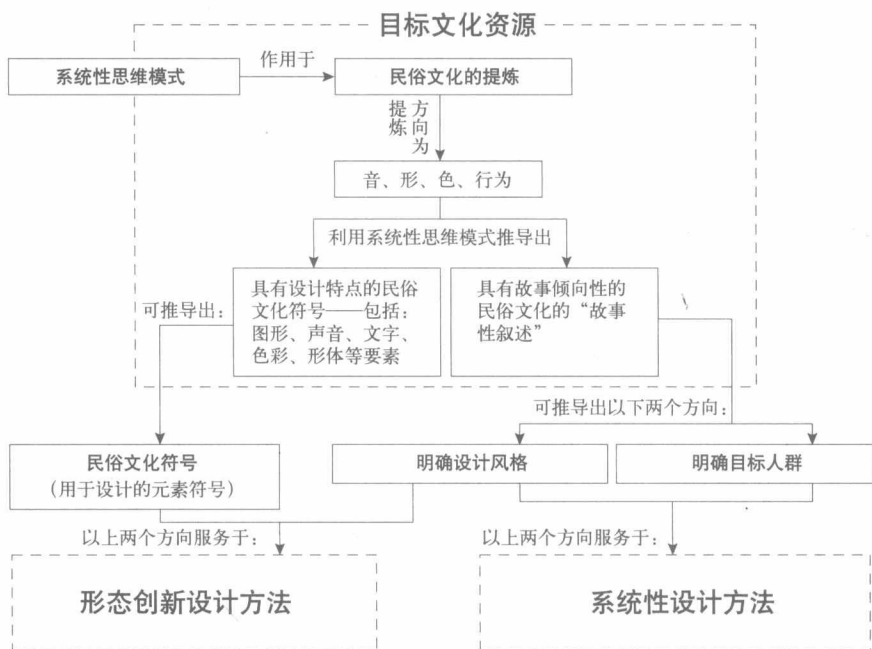 目标文化资源
系统性思维模式
作用于
民俗文化的提炼
提炼
方向为
音、形、色、行为
利用系统性思维模式推导出
可推导出：
具有设计特点的民俗
文化符号——包括：
图形、声音、文字、
色彩、形体等要素
具有故事倾向性的
民俗文化的“故事
性叙述”
可推导出以下两个方向：
民俗文化符号
（用于设计的元素符号）
明确设计风格
明确目标人群
以上两个方向服务于：
以上两个方向服务于：
形态创新设计方法
系统性设计方法